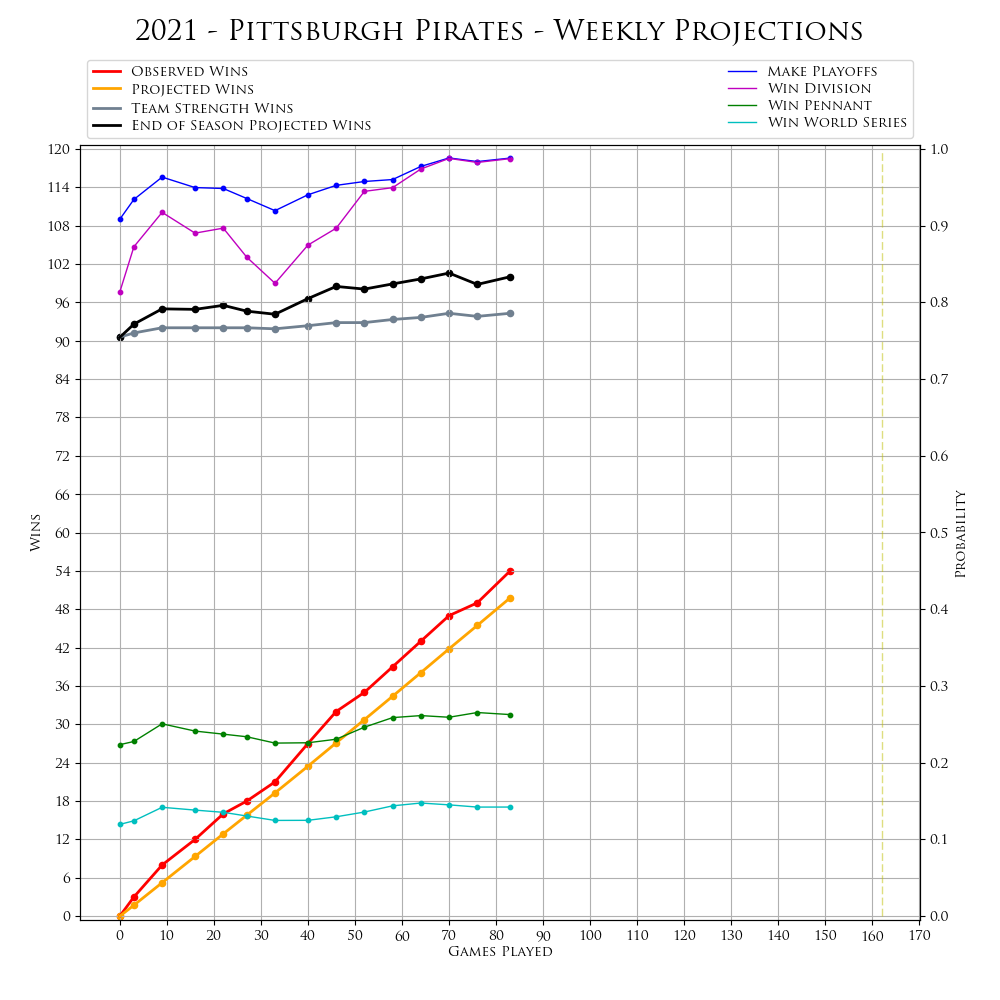 2021 - Pittsburgh Pirates - Weekly Projections
Observed Wins
Projected Wins
Team Strength Wins
End of Season Projected Wins
Make Playoffs
Win Division
Win Pennant
Win World Series
120
114
108
102
96
90
84
78
72
66
60
54
48
42
36
30
24
18
12
6
0
Wins
1.0
0.9
0.8
0.7
0.6
0.5
0.4
0.3
0.2
0.1
0.0
Probability
0 10 20 30 40 50 60 70 80 90 100 110 120 130 140 150 160 170
Games Played